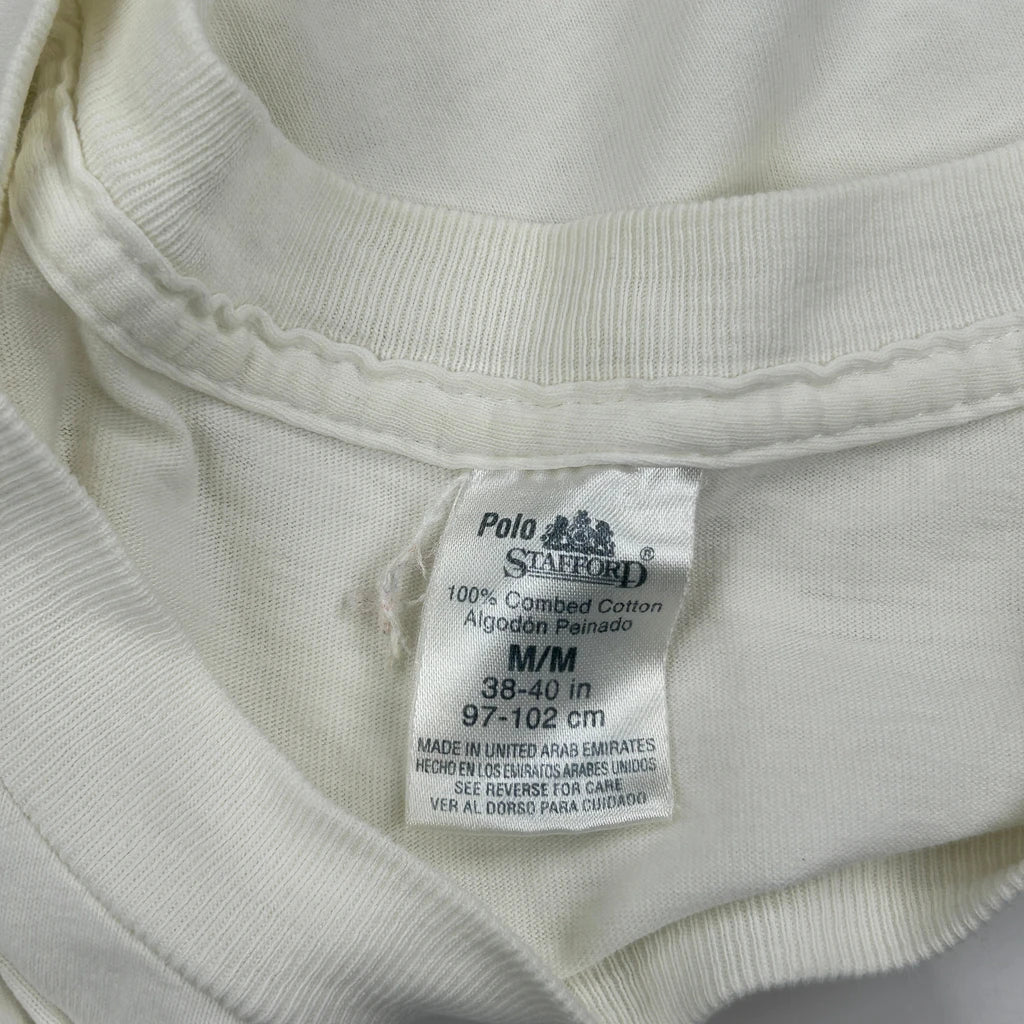 Polo
STAFFORD®
100% Combed Cotton
Algodón Peinado
M/M
38-40 in
97-102 cm
MADE IN UNITED ARAB EMIRATES
HECHO EN LOS EMIRATOS ARABES UNIDOS
SEE REVERSE FOR CARE
VER AL DORSO PARA CUIDADO